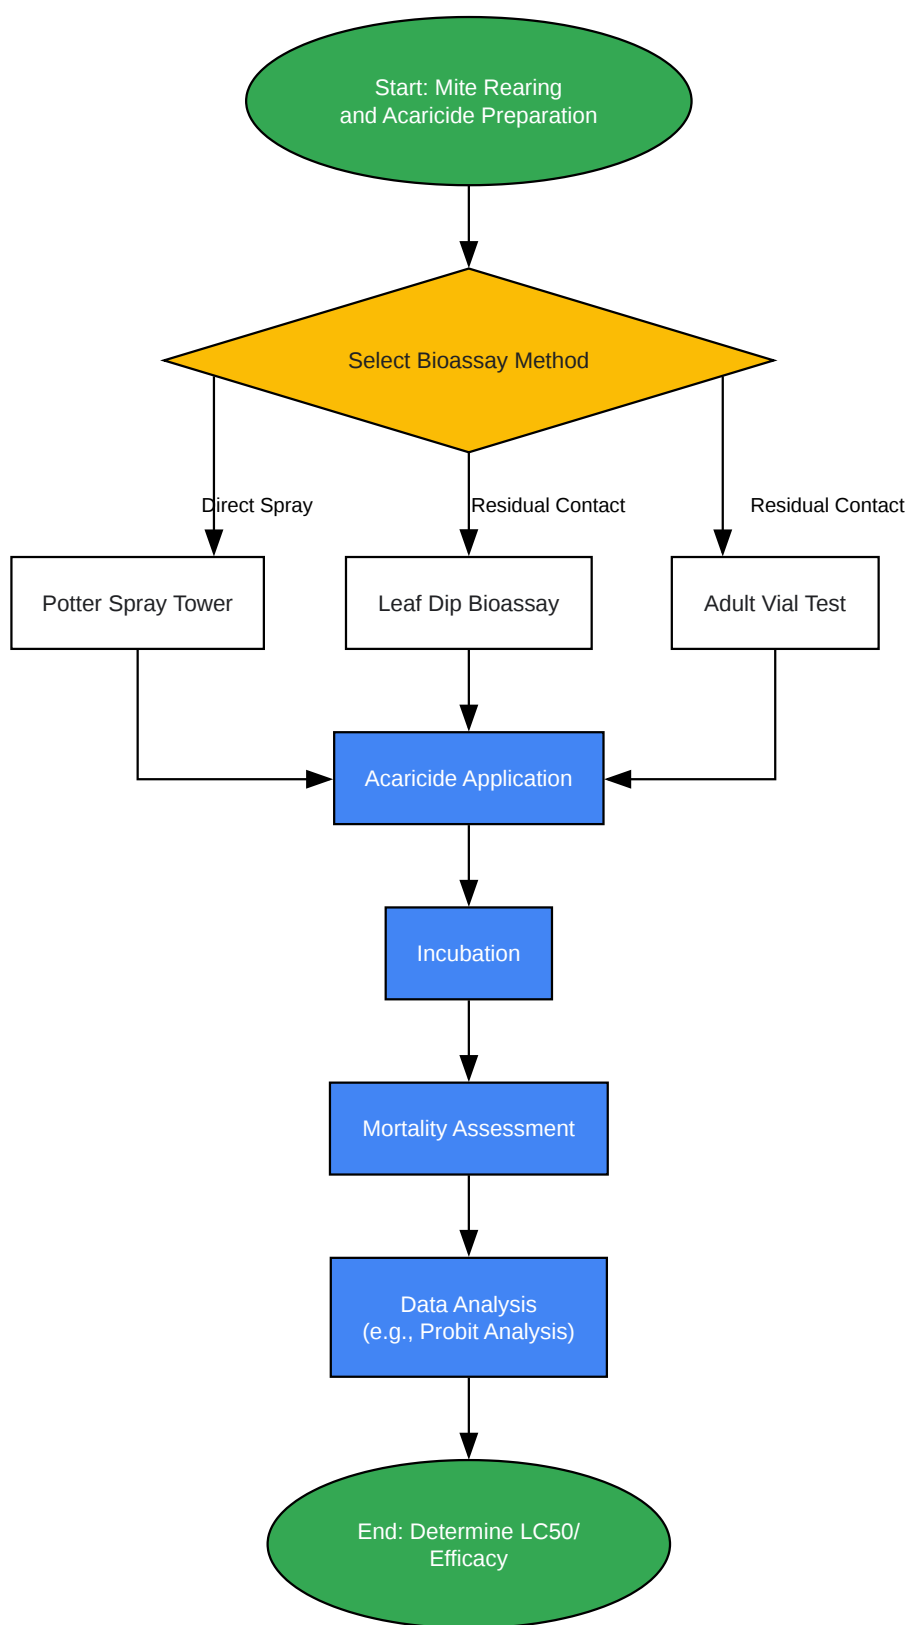 Start: Mite Rearing
and Acaricide Preparation
Select Bioassay Method
Direct Spray
Residual Contact
Residual Contact
Potter Spray Tower
Leaf Dip Bioassay
Adult Vial Test
Acaricide Application
Incubation
Mortality Assessment
Data Analysis
(e.g., Probit Analysis)
End: Determine LC50/
Efficacy